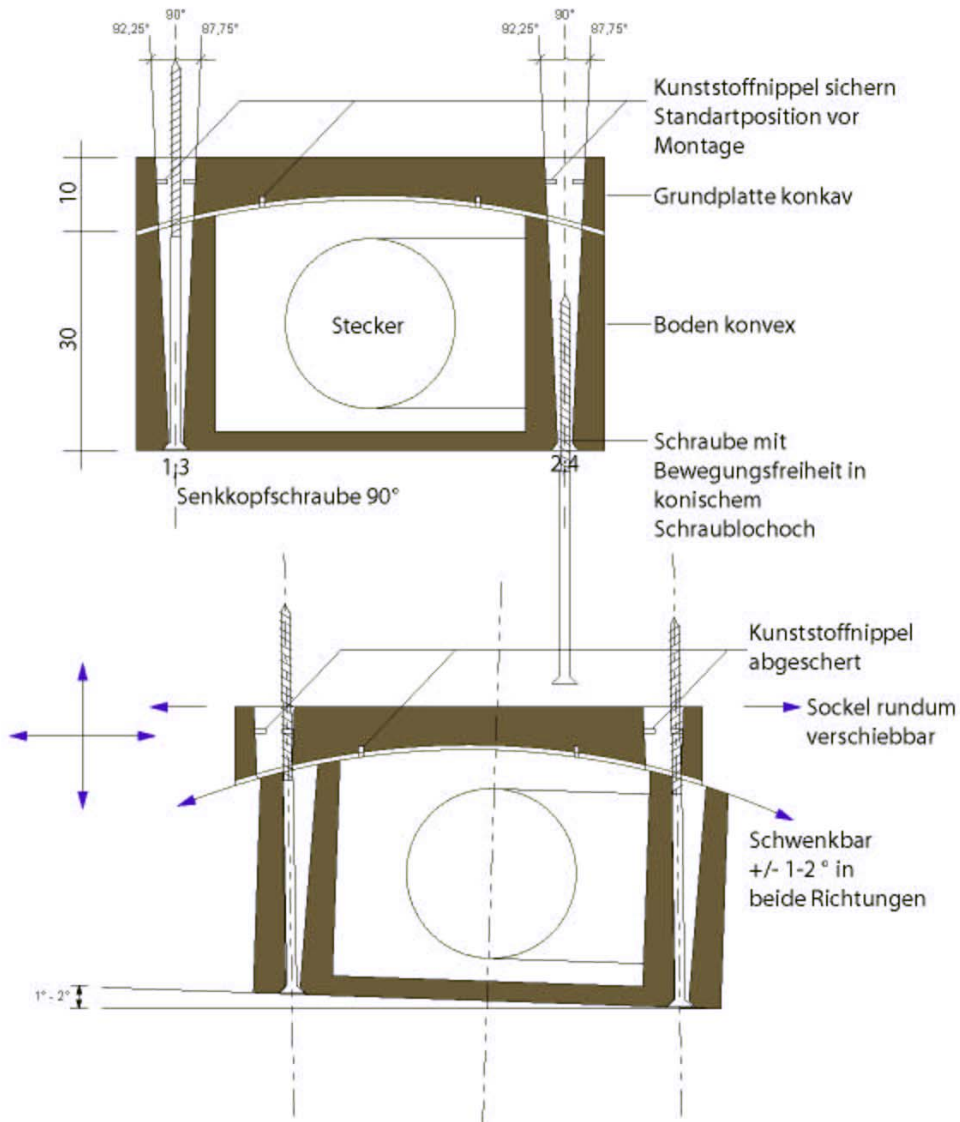 90°
92,25°
87,75°
90°
92,25°
87,75°
Kunststoffnippel sichern
Standartposition vor
Montage
10
Grundplatte konkav
30
Stecker
Boden konvex
Schraube mit
Bewegungsfreiheit in
konischem
Schraublochoch
1;3
2;4
Senkkopfschraube 90°
Kunststoffnippel
abgeschert
Sockel rundum
verschiebbar
Schwenkbar
+/- 1-2 ° in
beide Richtungen
1° - 2°